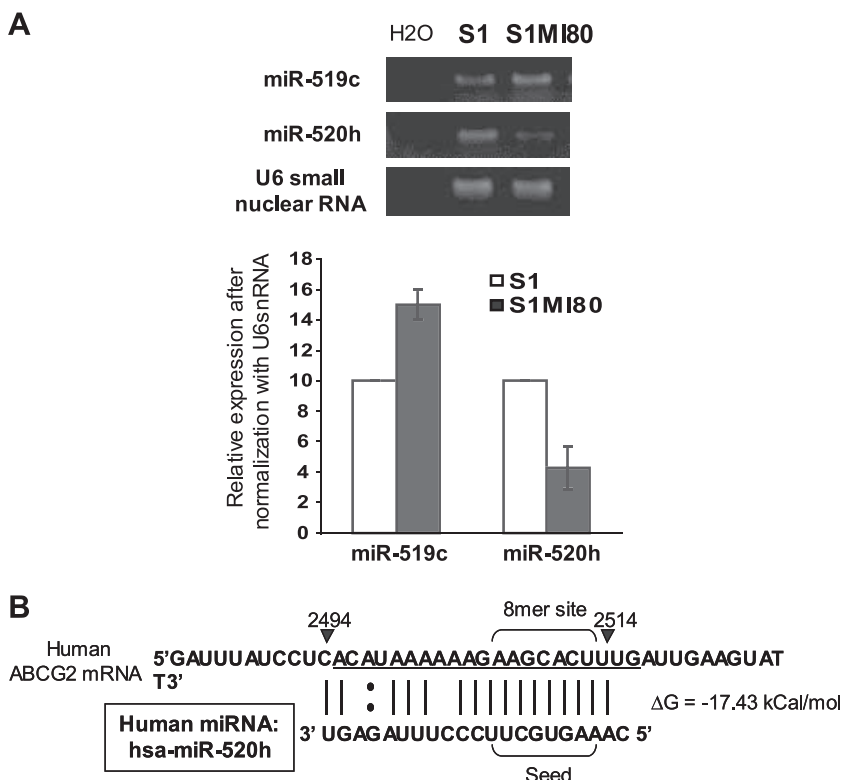 A
H2O S1 S1MI80
miR-519c
miR-520h
U6 small
nuclear RNA
Relative expression after
normalization with U6snRNA
18
16
14
12
10
8
6
4
2
0
S1
S1MI80
miR-519c miR-520h
B
2494 8mer site 2514
Human
ABCG2 mRNA
5'GAUUUAUCCUCACAUAAAAAAGAAGCACUUUGAUUGAAGUAT
T3'
ΔG = -17.43 kCal/mol
Human miRNA:
hsa-miR-520h
3' UGAGAUUUCCCUUCGUGAAAC 5'
Seed